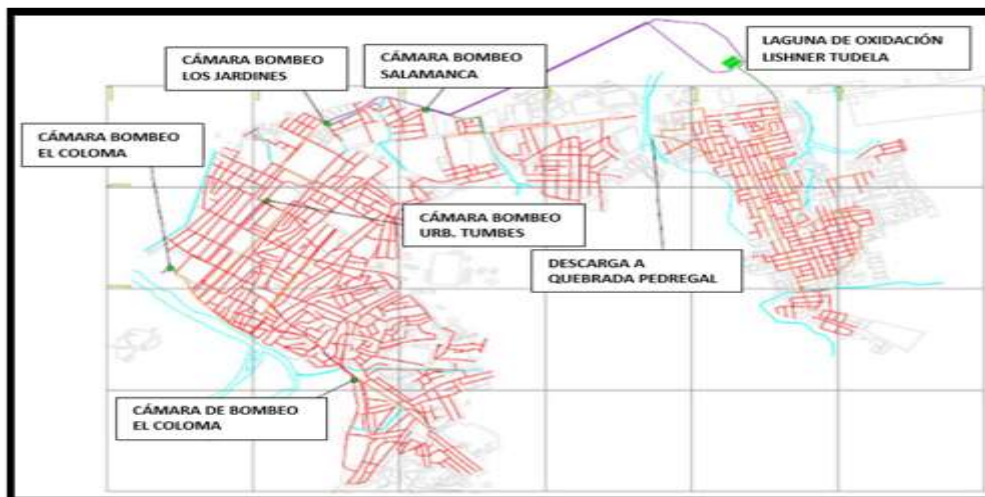 CÁMARA BOMBEO
LOS JARDINES
CÁMARA BOMBEO
SALAMANCA
LAGUNA DE OXIDACIÓN
LISHNER TUDELA
CÁMARA BOMBEO
EL COLOMA
CÁMARA BOMBEO
URB. TUMBES
DESCARGA A
QUEBRADA PEDREGAL
CÁMARA DE BOMBEO
EL COLOMA